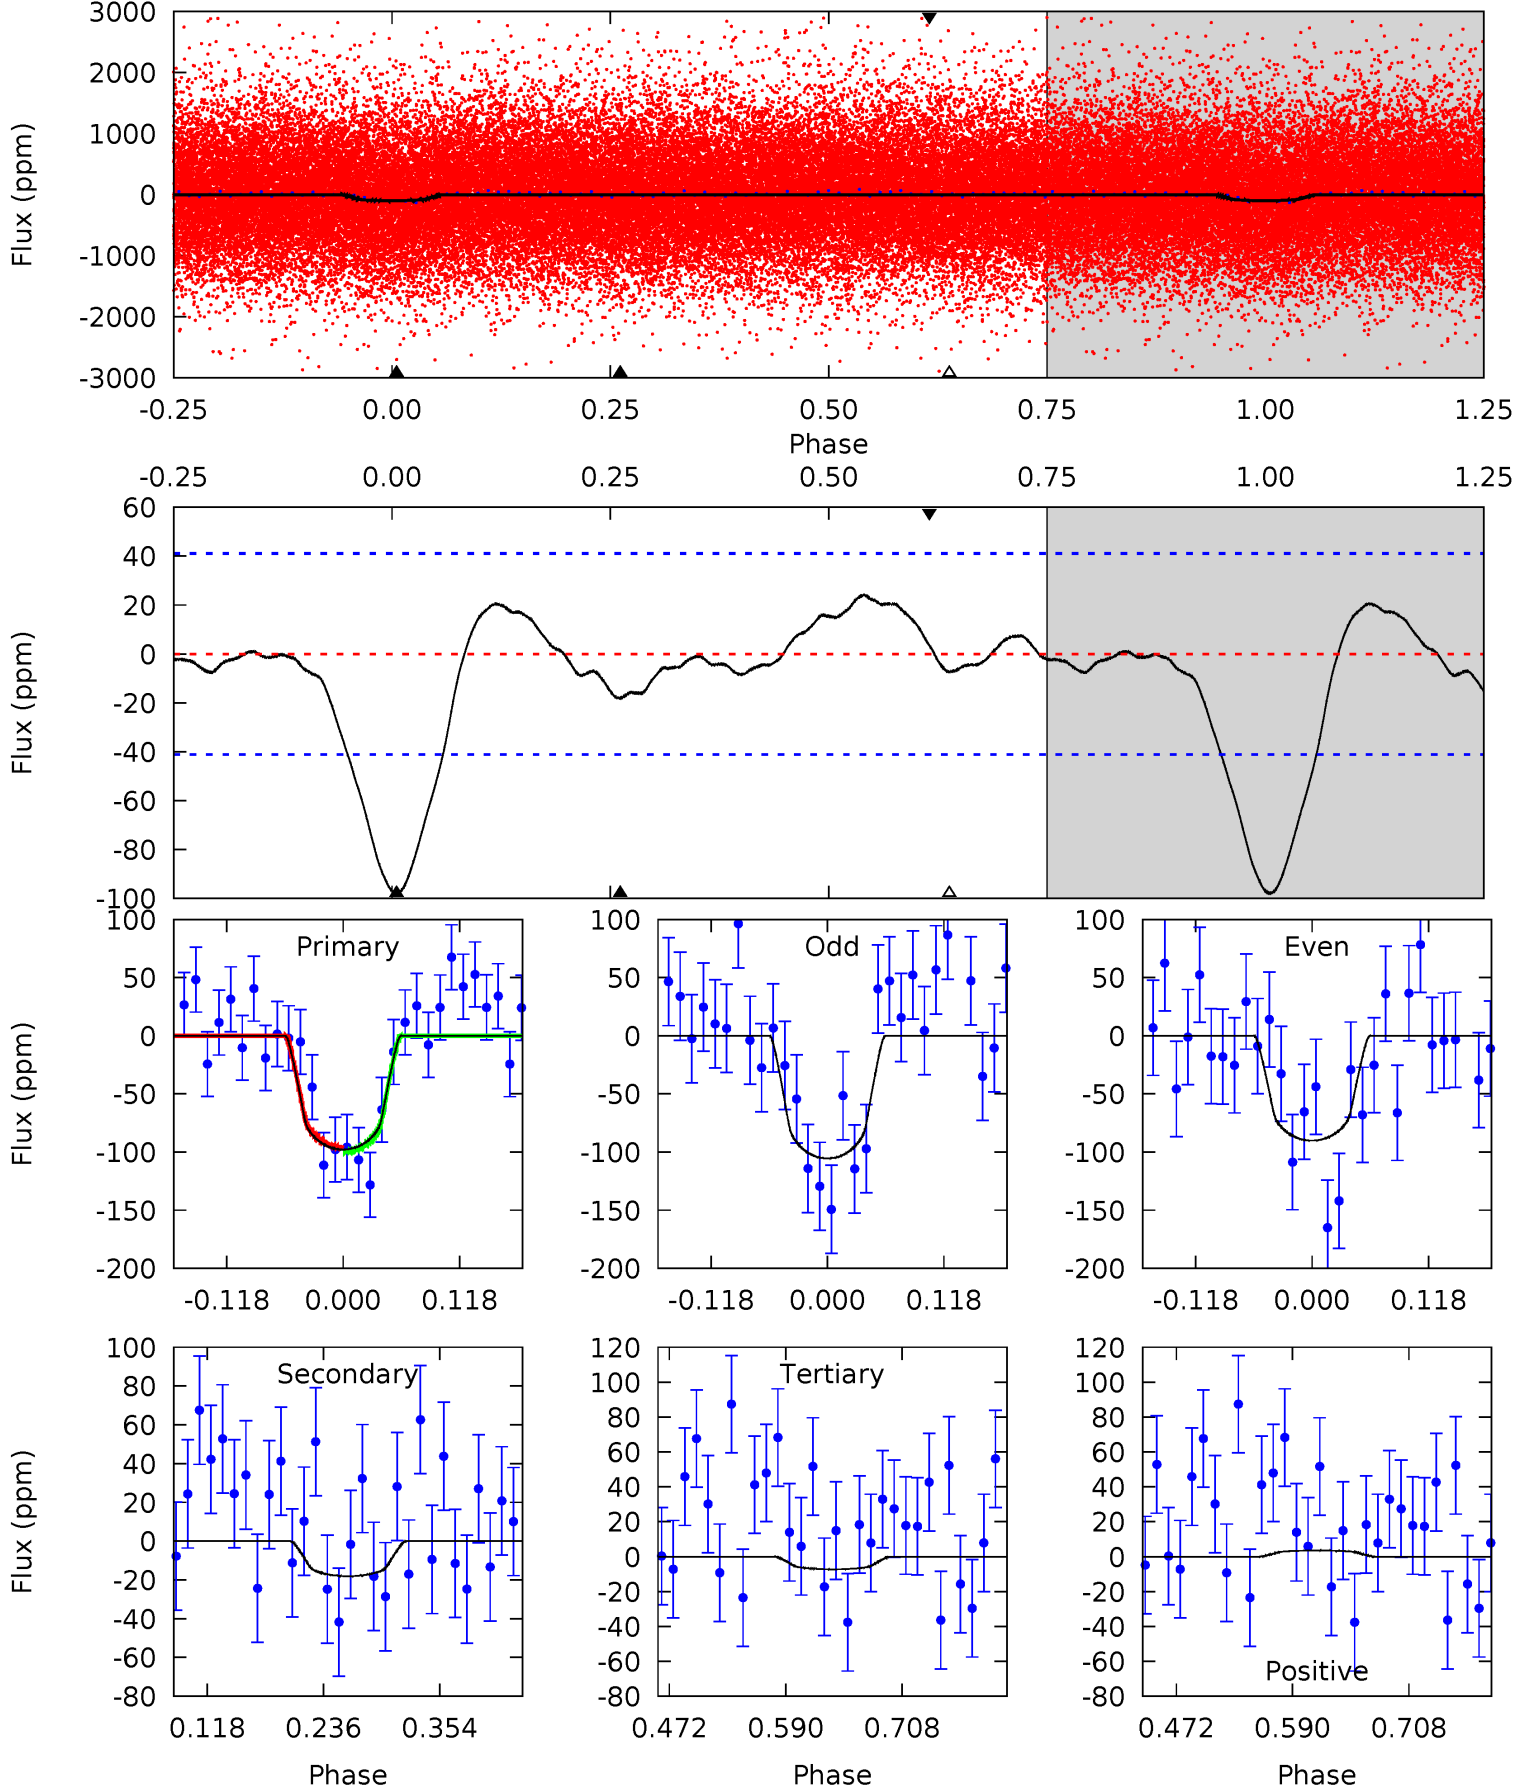 3000
2000
1000
0
-1000
-2000
-3000
Flux (ppm)
-0.25 0.00 0.25 0.50 0.75 1.00 1.25
Phase
-0.25 0.00 0.25 0.50 0.75 1.00 1.25
60
40
20
0
-20
-40
-60
-80
-100
Flux (ppm)
100 50 0 -50 -100 -150 -200
Flux (ppm)
Primary
-0.118 0.000 0.118
100 50 0 -50 -100 -150 -200
Odd
-0.118 0.000 0.118
100 50 0 -50 -100 -150 -200
Even
-0.118 0.000 0.118
100 80 60 40 20 0 -20 -40 -60 -80
Flux (ppm)
Secondary
0.118 0.236 0.354
Phase
120 100 80 60 40 20 0 -20 -40 -60 -80
Tertiary
0.472 0.590 0.708
Phase
120 100 80 60 40 20 0 -20 -40 -60 -80
Positive
0.472 0.590 0.708
Phase